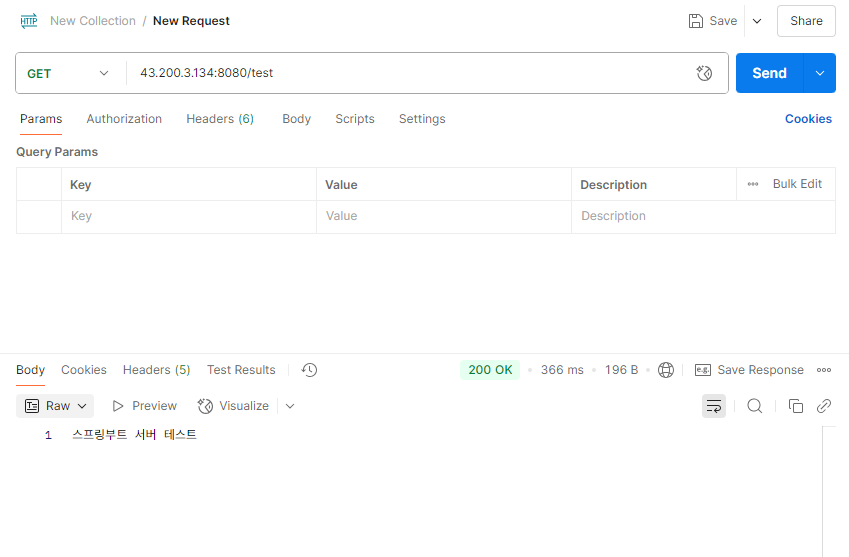 HTTP New Collection / New Request Save Share
GET 43.200.3.134:8080/test Send
Params Authorization Headers (6) Body Scripts Settings Cookies
Query Params
Key Value Description Bulk Edit
Key Value Description
Body Cookies Headers (5) Test Results 200 OK 366 ms 196 B e.g. Save Response
Raw Preview Visualize
1 스프링부트 서버 테스트